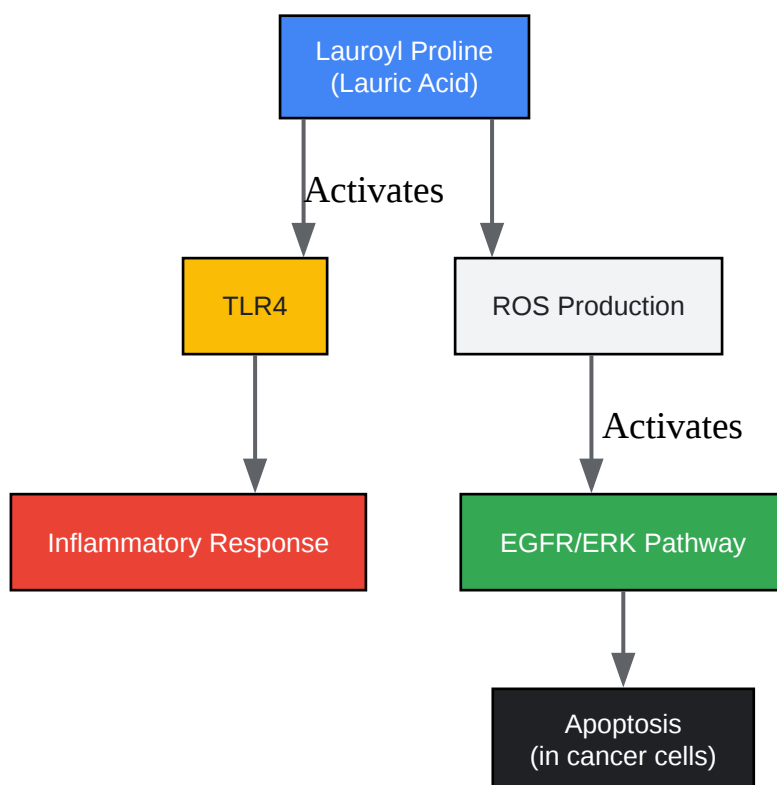 Lauroyl Proline
(Lauric Acid)
Activates
TLR4
ROS Production
Activates
Inflammatory Response
EGFR/ERK Pathway
Apoptosis
(in cancer cells)